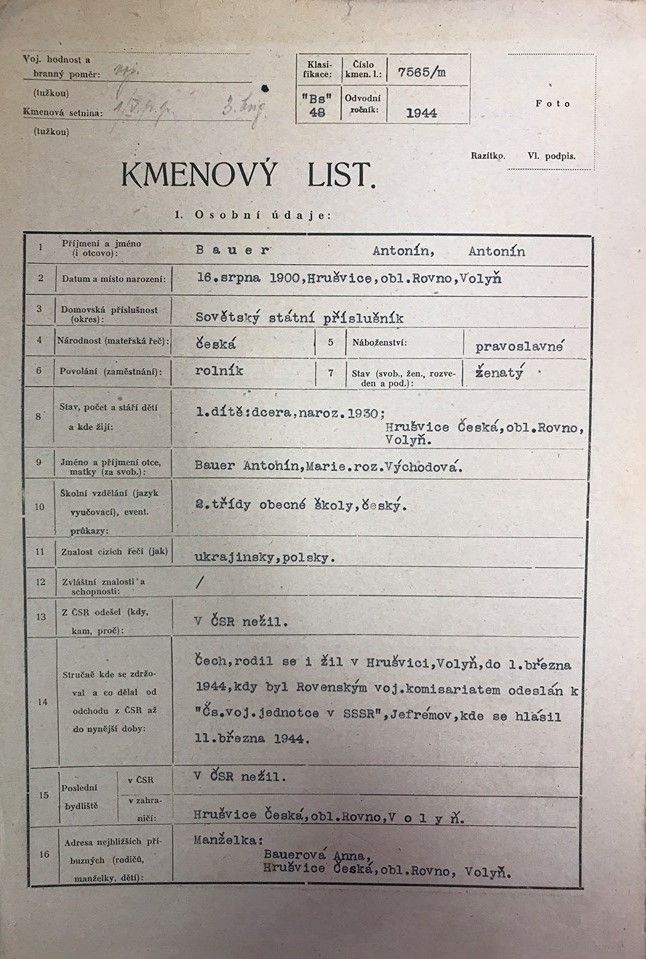 Voj. hodnost a
branný poměr: voj.
(tužkou)
Kmenová setnina: 3.
(tužkou)
Klasi-
fikace:
Číslo
kmen. l.:
7565/m
"Bs"
48
Odvodní
ročník:
1944
Foto
Razítko. Vl. podpis.
KMENOVÝ LIST.
1. Osobní údaje:
1 Příjmení a jméno
(i otcovo): Bauer Antonín, Antonín
2 Datum a místo narození: 16.srpna 1900,Hrušvice,obl.Rovno,Volyň
3 Domovská příslušnost
(okres): Sovětský státní příslušník
4 Národnost (mateřská řeč): česká 5 Náboženství: pravoslavné
6 Povolání (zaměstnání): rolník 7 Stav (svob., žen., rozve-
den a pod.): ženatý
8 Stav, počet a stáří dětí
a kde žijí: 1.dítě:dcera,naroz.1930;
Hrušvice Česká,obl.Rovno,
Volyň.
9 Jméno a příjmení otce,
matky (za svob.): Bauer Antonín,Marie.roz.Východová.
10 Školní vzdělání (jazyk
vyučovací), event.
průkazy: 2.třídy obecné školy,český.
11 Znalost cizích řečí (jak) ukrajinsky,polsky.
12 Zvláštní znalosti a
schopnosti: /
13 Z ČSR odešel (kdy,
kam, proč): V ČSR nežil.
14 Stručně kde se zdržo-
val a co dělal od
odchodu z ČSR až
do nynější doby:
Čech,rodil se i žil v Hrušvici,Volyň,do 1.března
1944,kdy byl Rovenským voj.komisariatem odeslán k
"Čs.voj.jednotce v SSSR",Jefrémov,kde se hlásil
11.března 1944.
15 Poslední
bydliště
v ČSR V ČSR nežil.
v zahra-
ničí: Hrušvice Česká,obl.Rovno,V o l y ň.
16 Adresa nejbližších pří-
buzných (rodičů,
manželky, dětí):
Manželka:
Bauerová Anna,
Hrušvice Česká,obl.Rovno, Volyň.